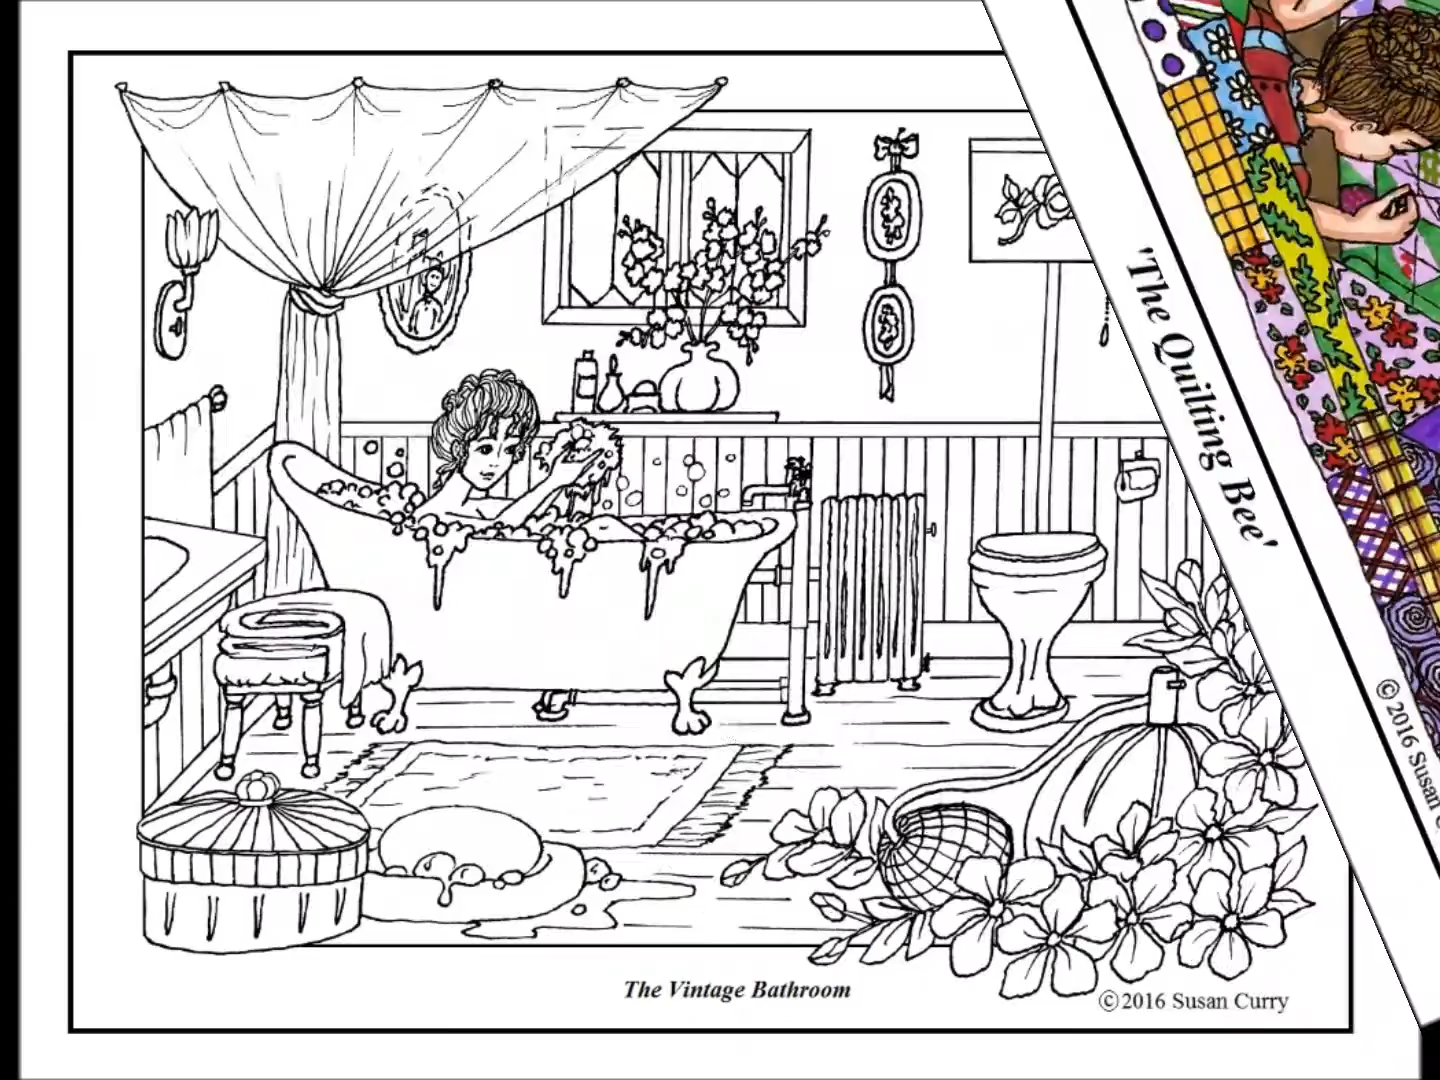 'The Quilting Bee'
© 2016 Susan
The Vintage Bathroom
©2016 Susan Curry